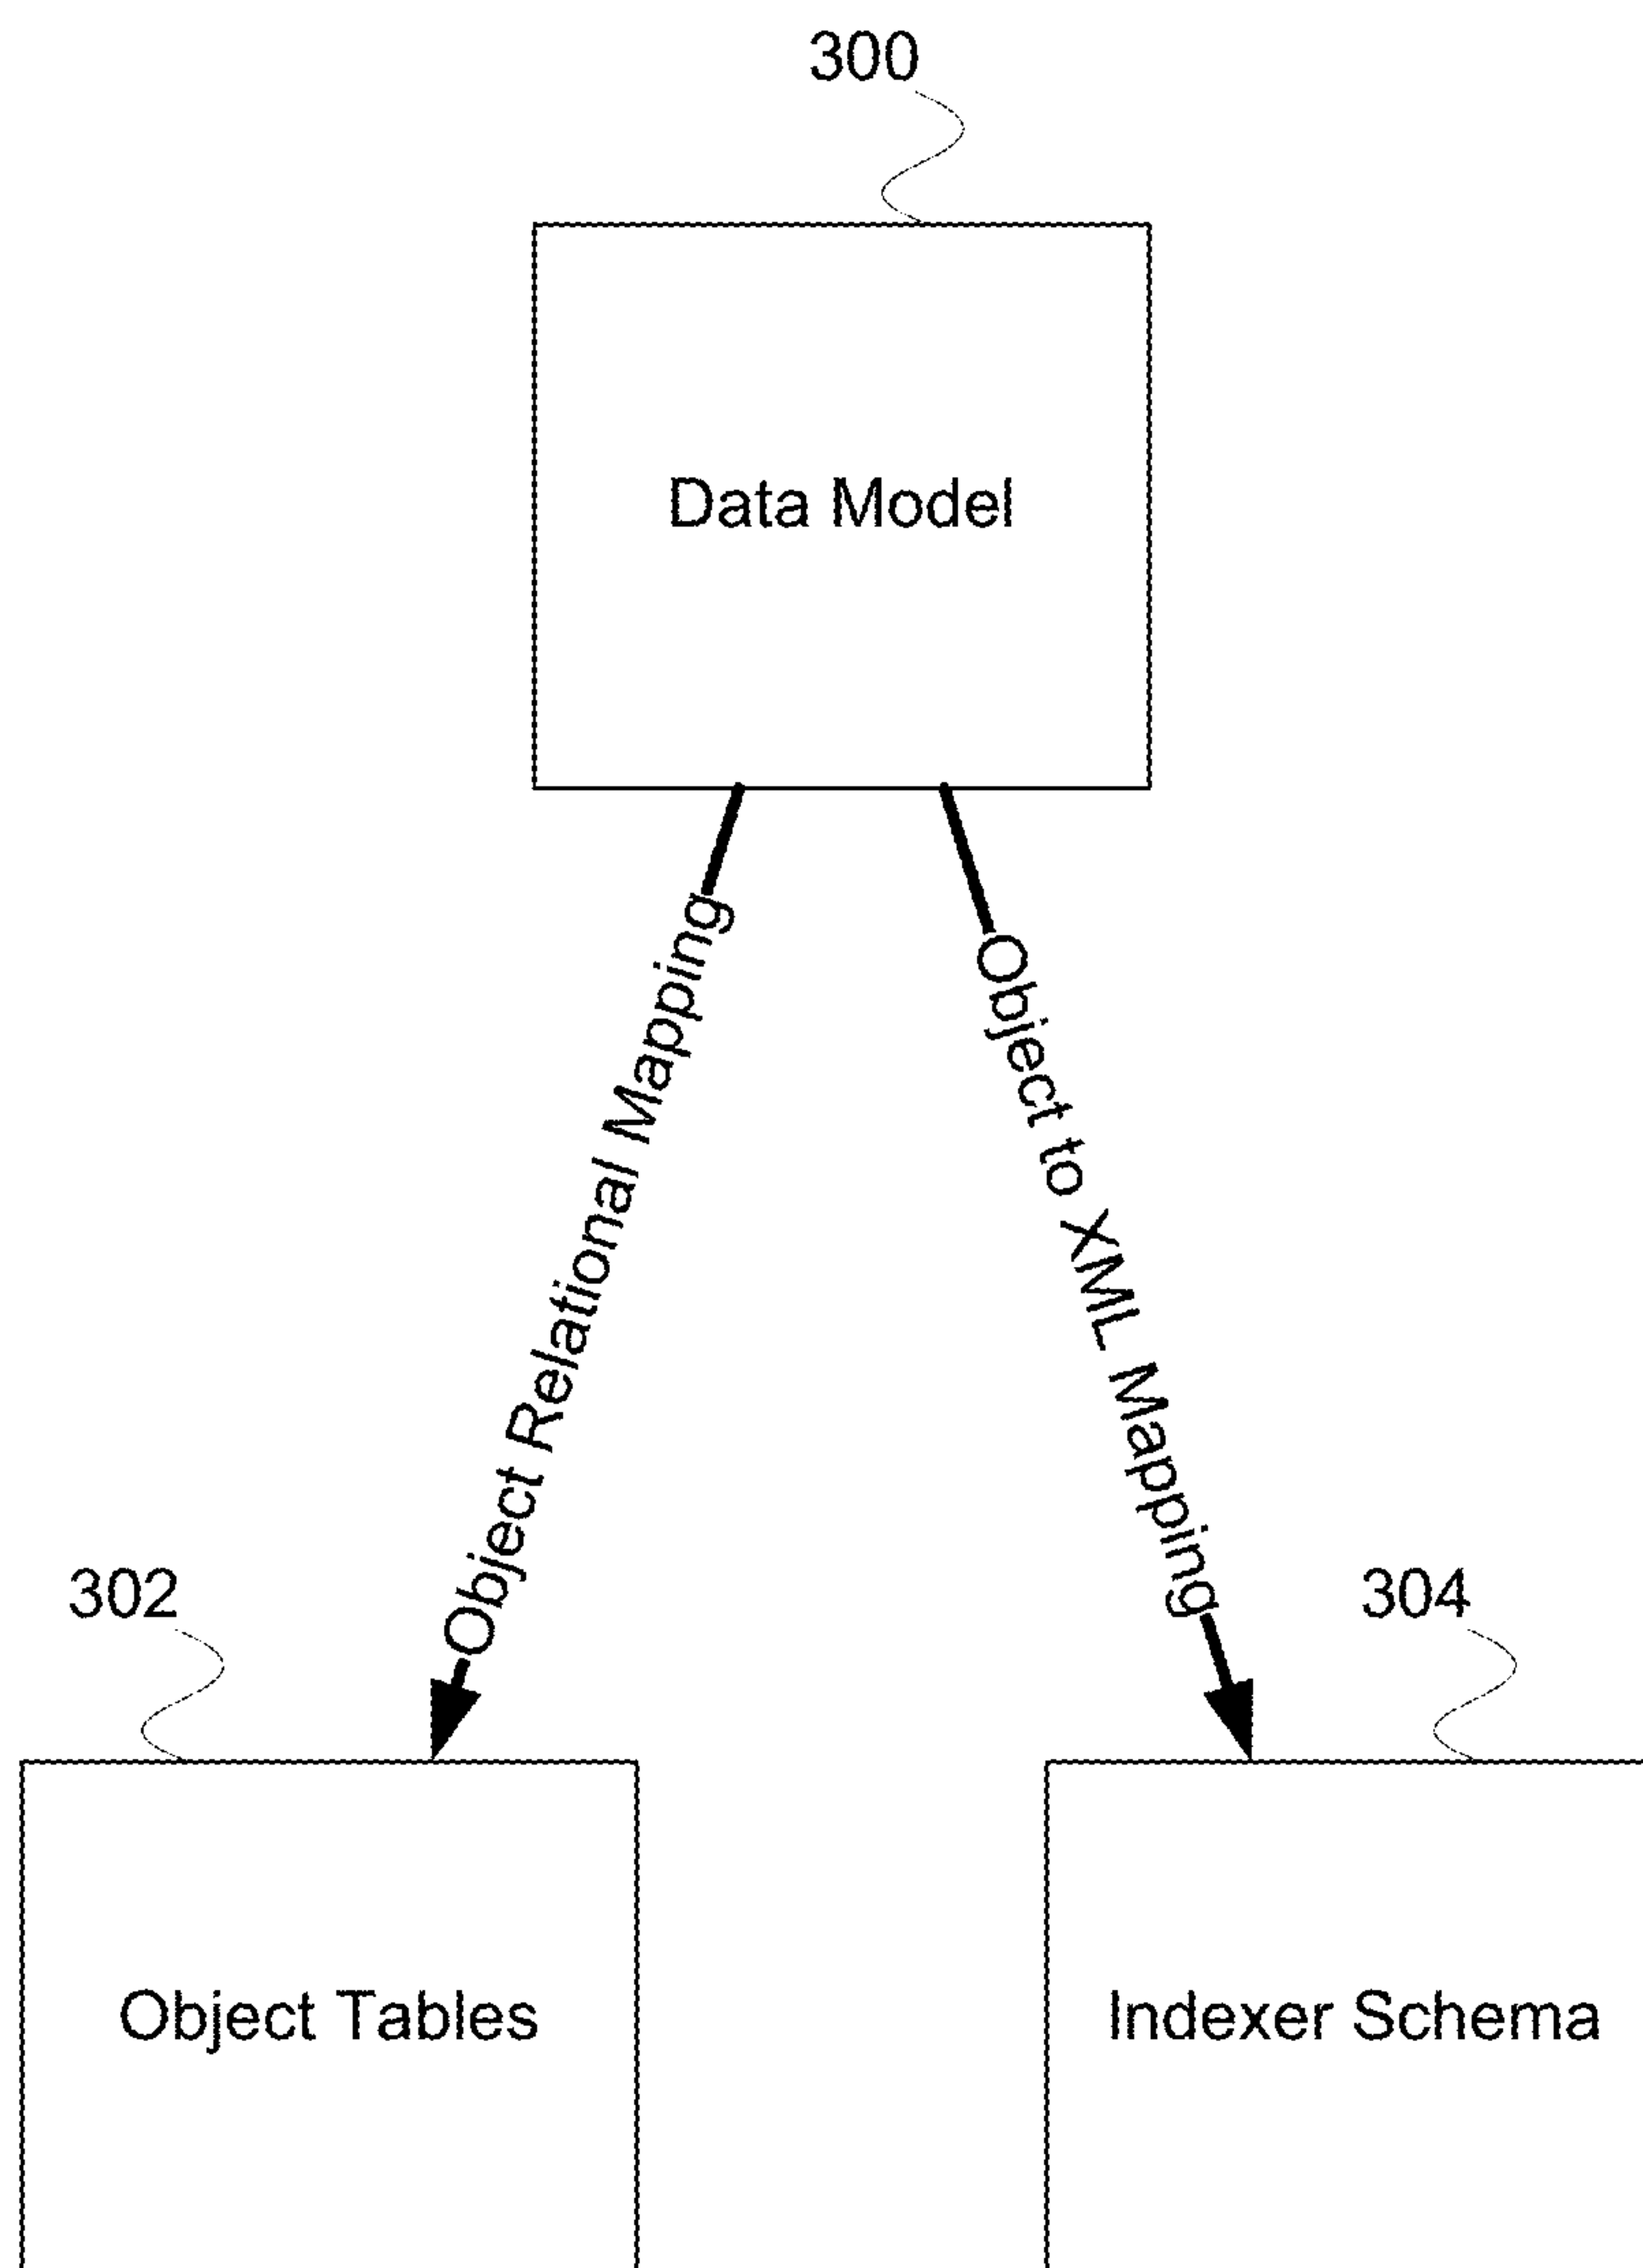 300
Data Model
Object Relational Mapping
Object to XML Mapping
302
304
Object Tables
Indexer Schema